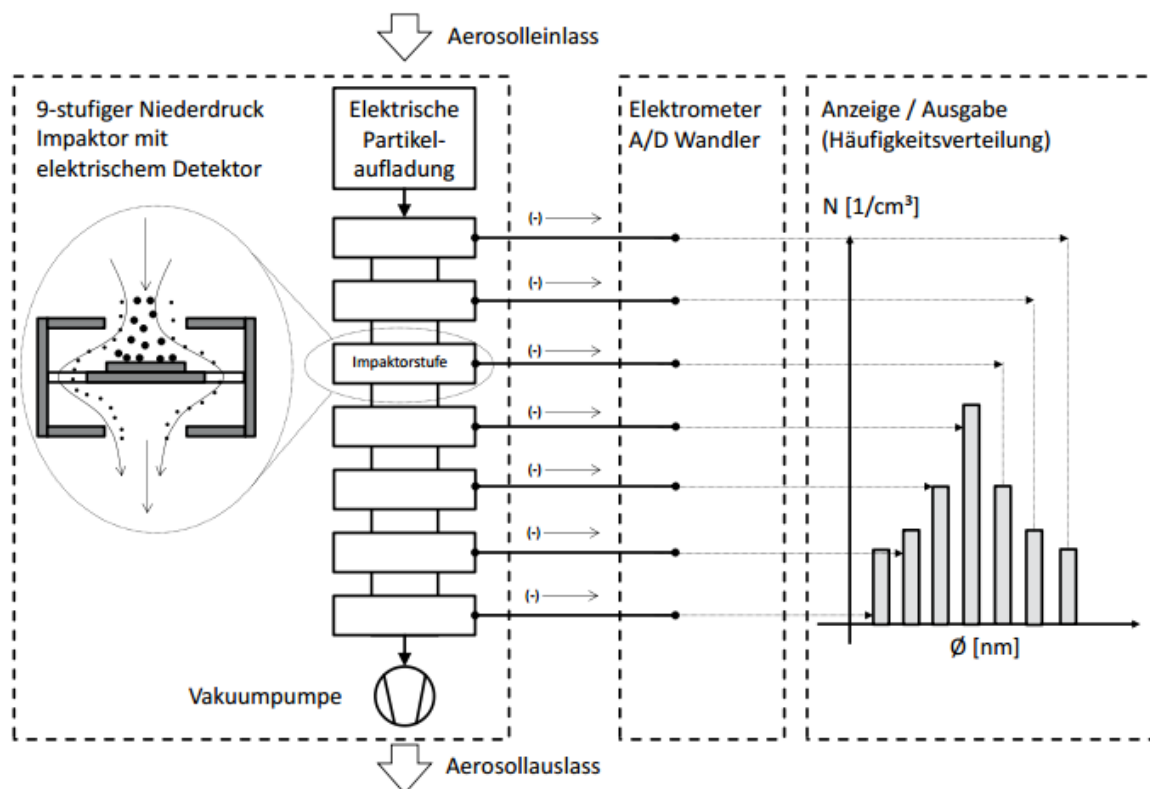 Aerosolleinlass
9-stufiger Niederdruck
Impaktor mit
elektrischem Detektor
Elektrische
Partikel-
aufladung
Elektrometer
A/D Wandler
Anzeige / Ausgabe
(Häufigkeitsverteilung)
N [1/cm³]
(-)
(-)
(-)
Impaktorstufe
(-)
(-)
(-)
(-)
Ø [nm]
Vakuumpumpe
Aerosollauslass